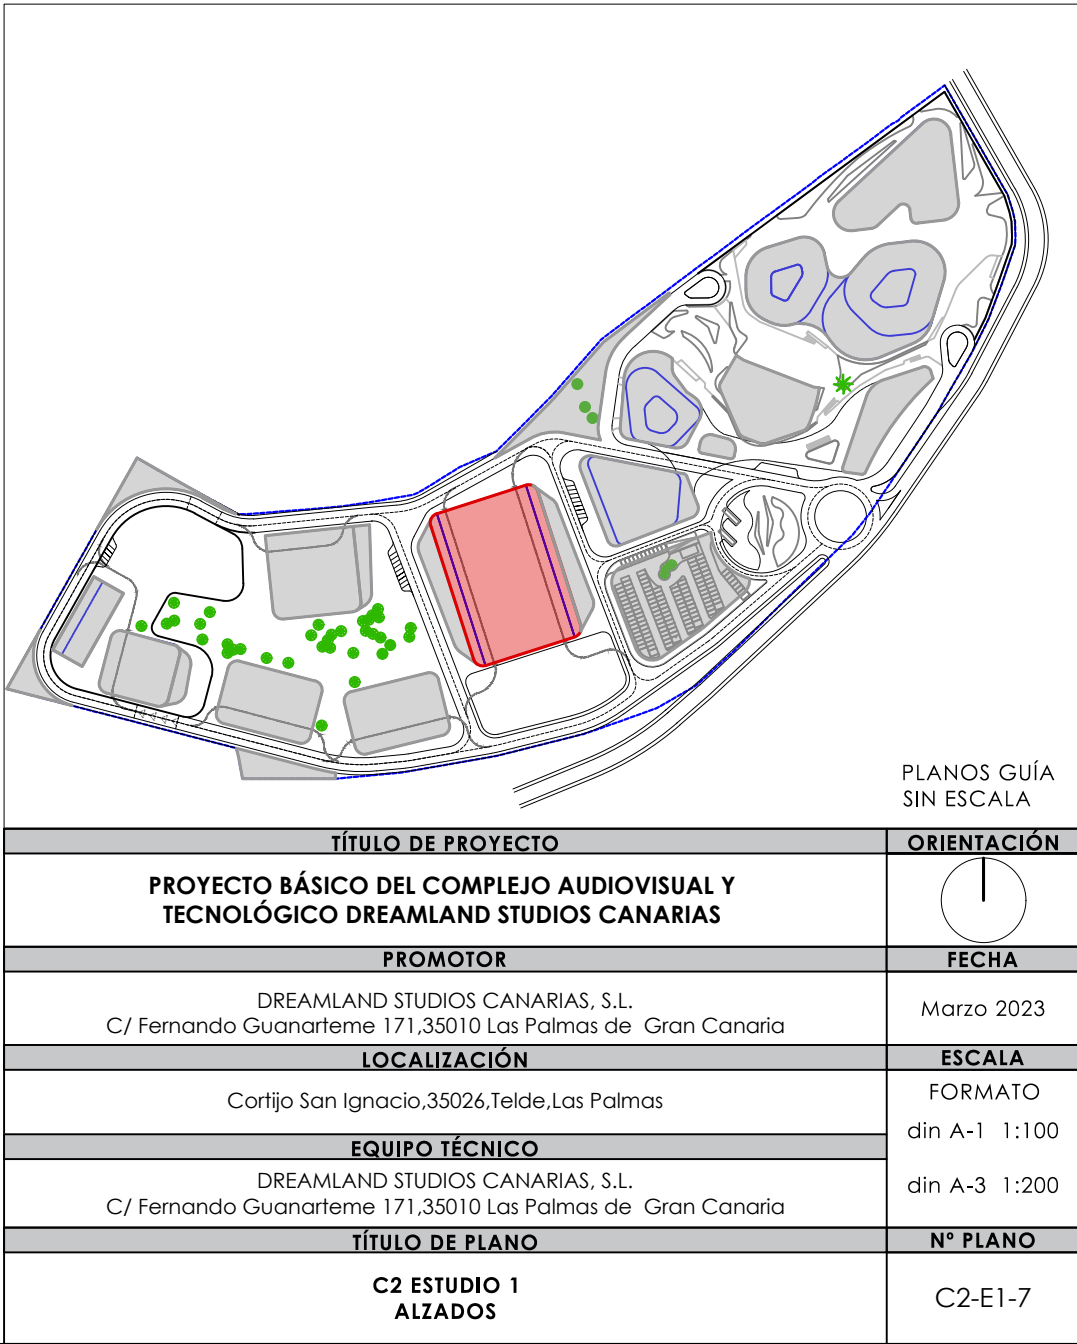 PLANOS GUÍA
SIN ESCALA
TÍTULO DE PROYECTO
ORIENTACIÓN
PROYECTO BÁSICO DEL COMPLEJO AUDIOVISUAL Y
TECNOLÓGICO DREAMLAND STUDIOS CANARIAS
PROMOTOR
FECHA
DREAMLAND STUDIOS CANARIAS, S.L.
C/ Fernando Guanarteme 171,35010 Las Palmas de  Gran Canaria
Marzo 2023
LOCALIZACIÓN
ESCALA
Cortijo San Ignacio,35026,Telde,Las Palmas
FORMATO
din A-1  1:100
din A-3  1:200
EQUIPO TÉCNICO
DREAMLAND STUDIOS CANARIAS, S.L.
C/ Fernando Guanarteme 171,35010 Las Palmas de  Gran Canaria
TÍTULO DE PLANO
Nº PLANO
C2 ESTUDIO 1
ALZADOS
C2-E1-7